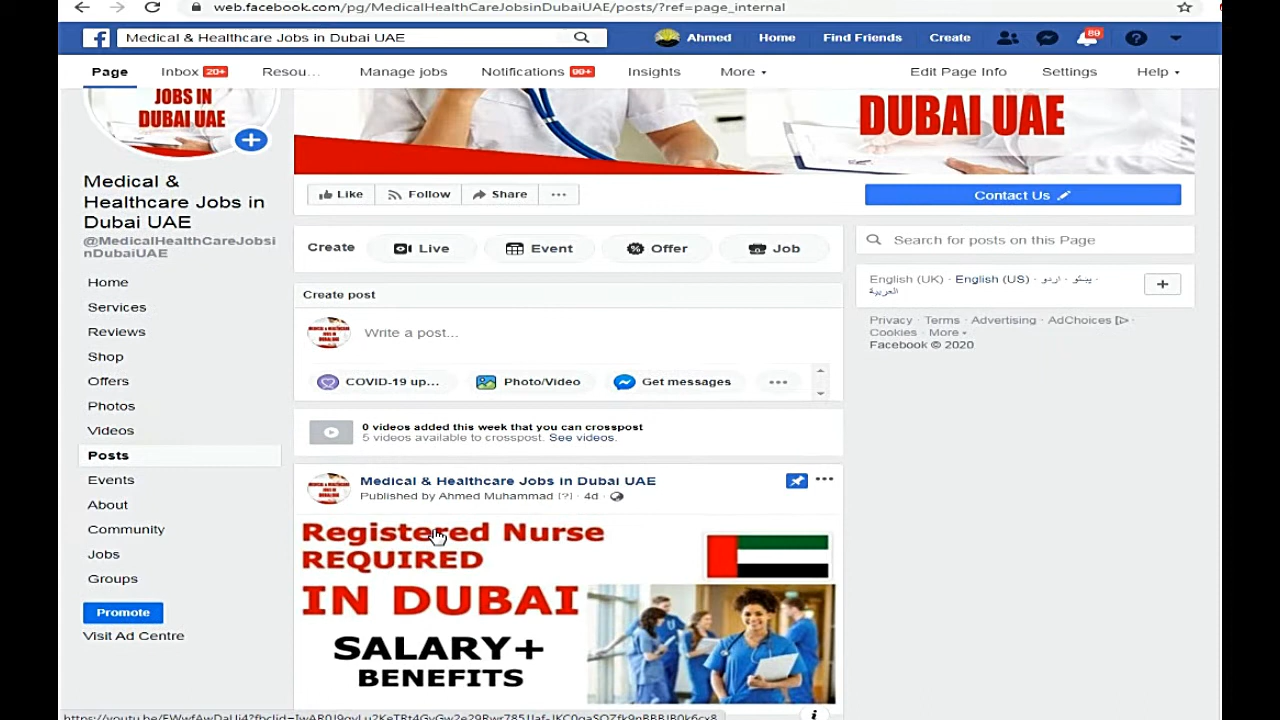 web.facebook.com/pg/MedicalHealthCareJobsinDubaiUAE/posts/?ref=page_internal
Medical & Healthcare Jobs in Dubai UAE
Ahmed Home Find Friends Create 89
Page Inbox 20+ Resou... Manage jobs Notifications 99+ Insights More Edit Page Info Settings Help
JOBS IN
DUBAI UAE
DUBAI UAE
Medical &
Healthcare Jobs in
Dubai UAE
@MedicalHealthCareJobsi
nDubaiUAE
Home
Services
Reviews
Shop
Offers
Photos
Videos
Posts
Events
About
Community
Jobs
Groups
Promote
Visit Ad Centre
Like Follow Share ...
Contact Us
Create Live Event Offer Job
Create post
Write a post...
COVID-19 up... Photo/Video Get messages ...
0 videos added this week that you can crosspost
5 videos available to crosspost. See videos.
Medical & Healthcare Jobs in Dubai UAE
Published by Ahmed Muhammad [?] · 4d ·
Registered Nurse
REQUIRED
IN DUBAI
SALARY+
BENEFITS
Search for posts on this Page
English (UK) · English (US) · اردو · پښتو ·
العربية
Privacy · Terms · Advertising · AdChoices ·
Cookies · More
Facebook © 2020